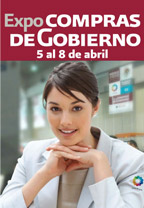 Expo COMPRAS
DE GOBIERNO
5 al 8 de abril